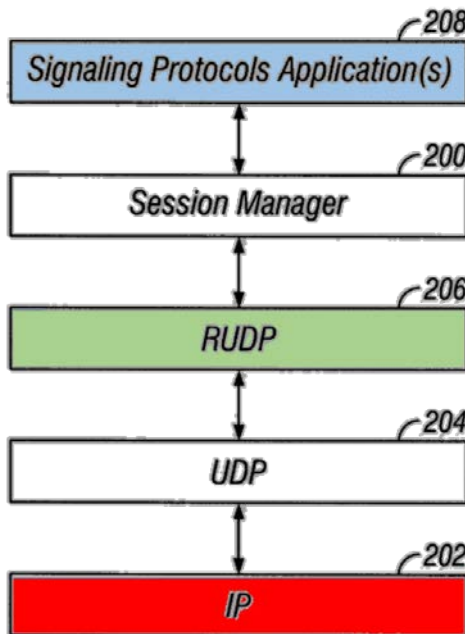 208
Signaling Protocols Application(s)
200
Session Manager
206
RUDP
204
UDP
202
IP